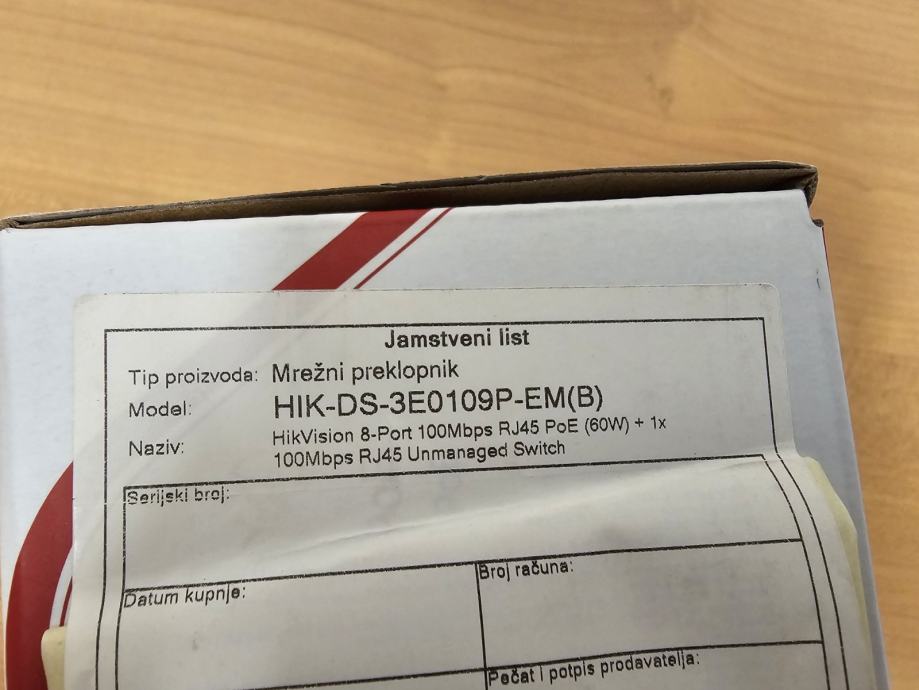 Jamstveni list
Tip proizvoda: Mrežni preklopnik
Model: HIK-DS-3E0109P-EM(B)
Naziv: HikVision 8-Port 100Mbps RJ45 PoE (60W) + 1x
100Mbps RJ45 Unmanaged Switch
Serijski broj:
Datum kupnje:
Broj računa:
Pečat i potpis prodavatelja: